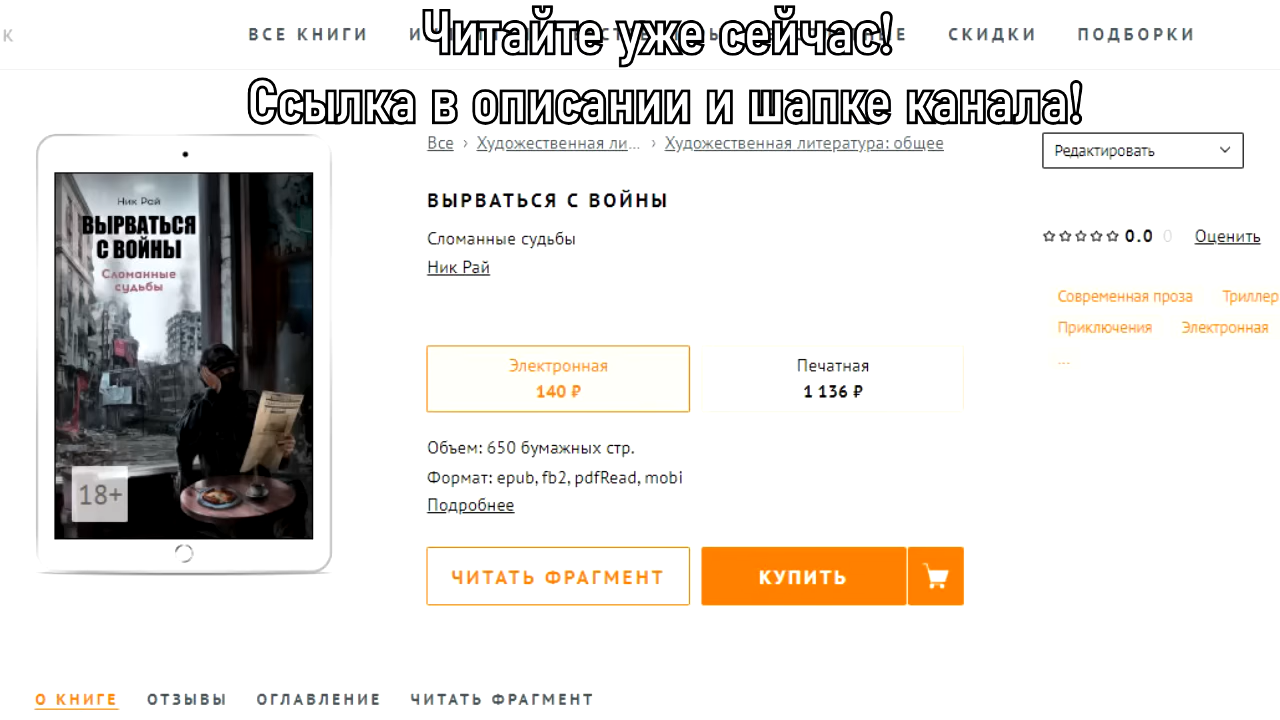 К
ВСЕ КНИГИ
СКИДКИ
ПОДБОРКИ
Читайте уже сейчас!
Ссылка в описании и шапке канала!
Все › Художественная ли... › Художественная литература: общее
Редактировать
ВЫРВАТЬСЯ С ВОЙНЫ
Сломанные судьбы
Ник Рай
0.0 0 Оценить
Современная проза Триллер
Приключения Электронная
...
Ник Рай
ВЫРВАТЬСЯ
С ВОЙНЫ
Сломанные
судьбы
18+
Электронная
140 ₽
Печатная
1 136 ₽
Объем: 650 бумажных стр.
Формат: epub, fb2, pdfRead, mobi
Подробнее
ЧИТАТЬ ФРАГМЕНТ
КУПИТЬ
О КНИГЕ ОТЗЫВЫ ОГЛАВЛЕНИЕ ЧИТАТЬ ФРАГМЕНТ